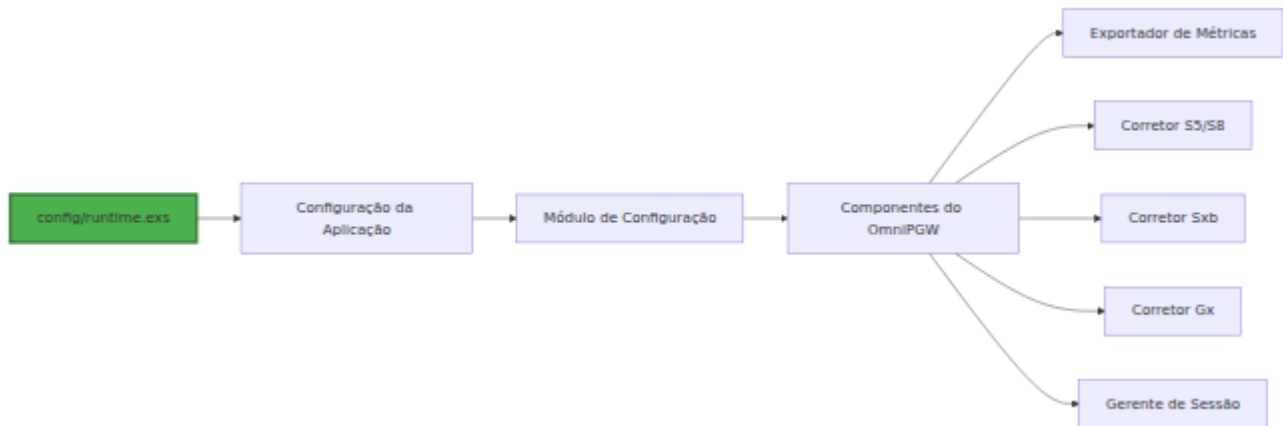 config/runtime.exs
Configuração da
Aplicação
Módulo de Configuração
Componentes do
OmniPGW
Exportador de Métricas
Corretor S5/S8
Corretor Sxb
Corretor Gx
Gerente de Sessão